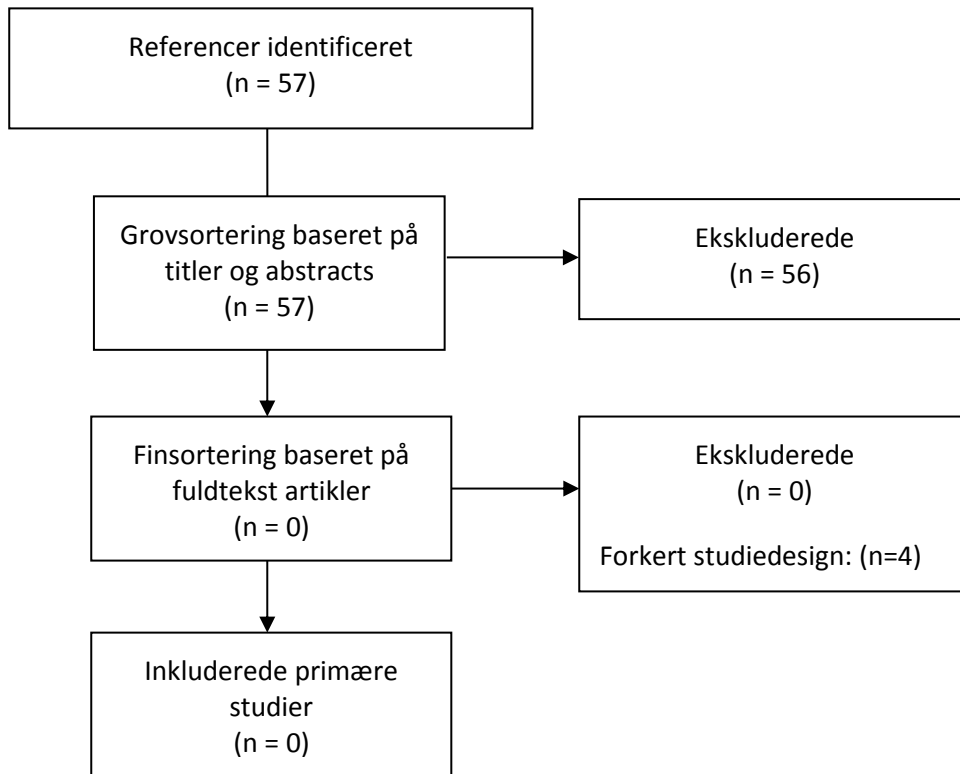 Referencer identificeret
(n = 57)
Grovsortering baseret på
titler og abstracts
(n = 57)
Ekskluderede
(n = 56)
Finsortering baseret på
fuldtekst artikler
(n = 0)
Ekskluderede
(n = 0)
Forkert studiedesign: (n=4)
Inkluderede primære
studier
(n = 0)